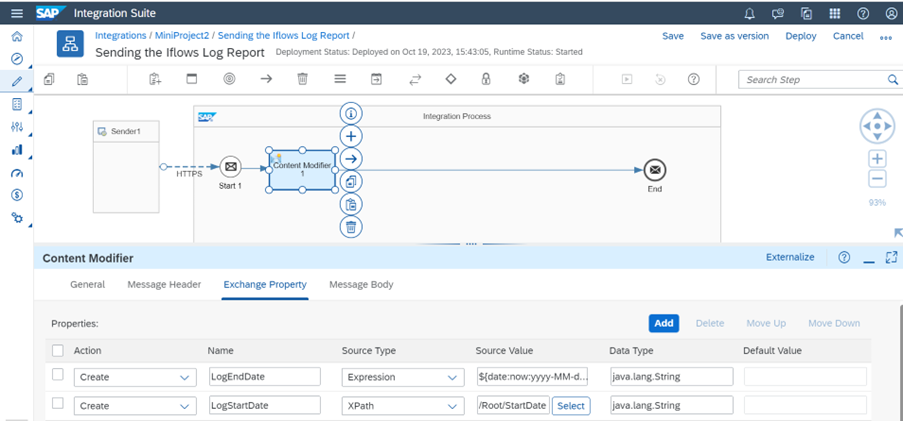 SAP Integration Suite
Integrations / MiniProject2 / Sending the Iflows Log Report /
Sending the Iflows Log Report Deployment Status: Deployed on Oct 19, 2023, 15:43:05, Runtime Status: Started
Save Save as version Deploy Cancel
Search Step
SAP Integration Process
Sender1
HTTPS
Start 1
Content Modifier
1
End
93%
Content Modifier Externalize
General Message Header Exchange Property Message Body
Properties: Add Delete Move Up Move Down
Action Name Source Type Source Value Data Type Default Value
Create LogEndDate Expression ${date:now:yyyy-MM-d... java.lang.String
Create LogStartDate XPath /Root/StartDate Select java.lang.String